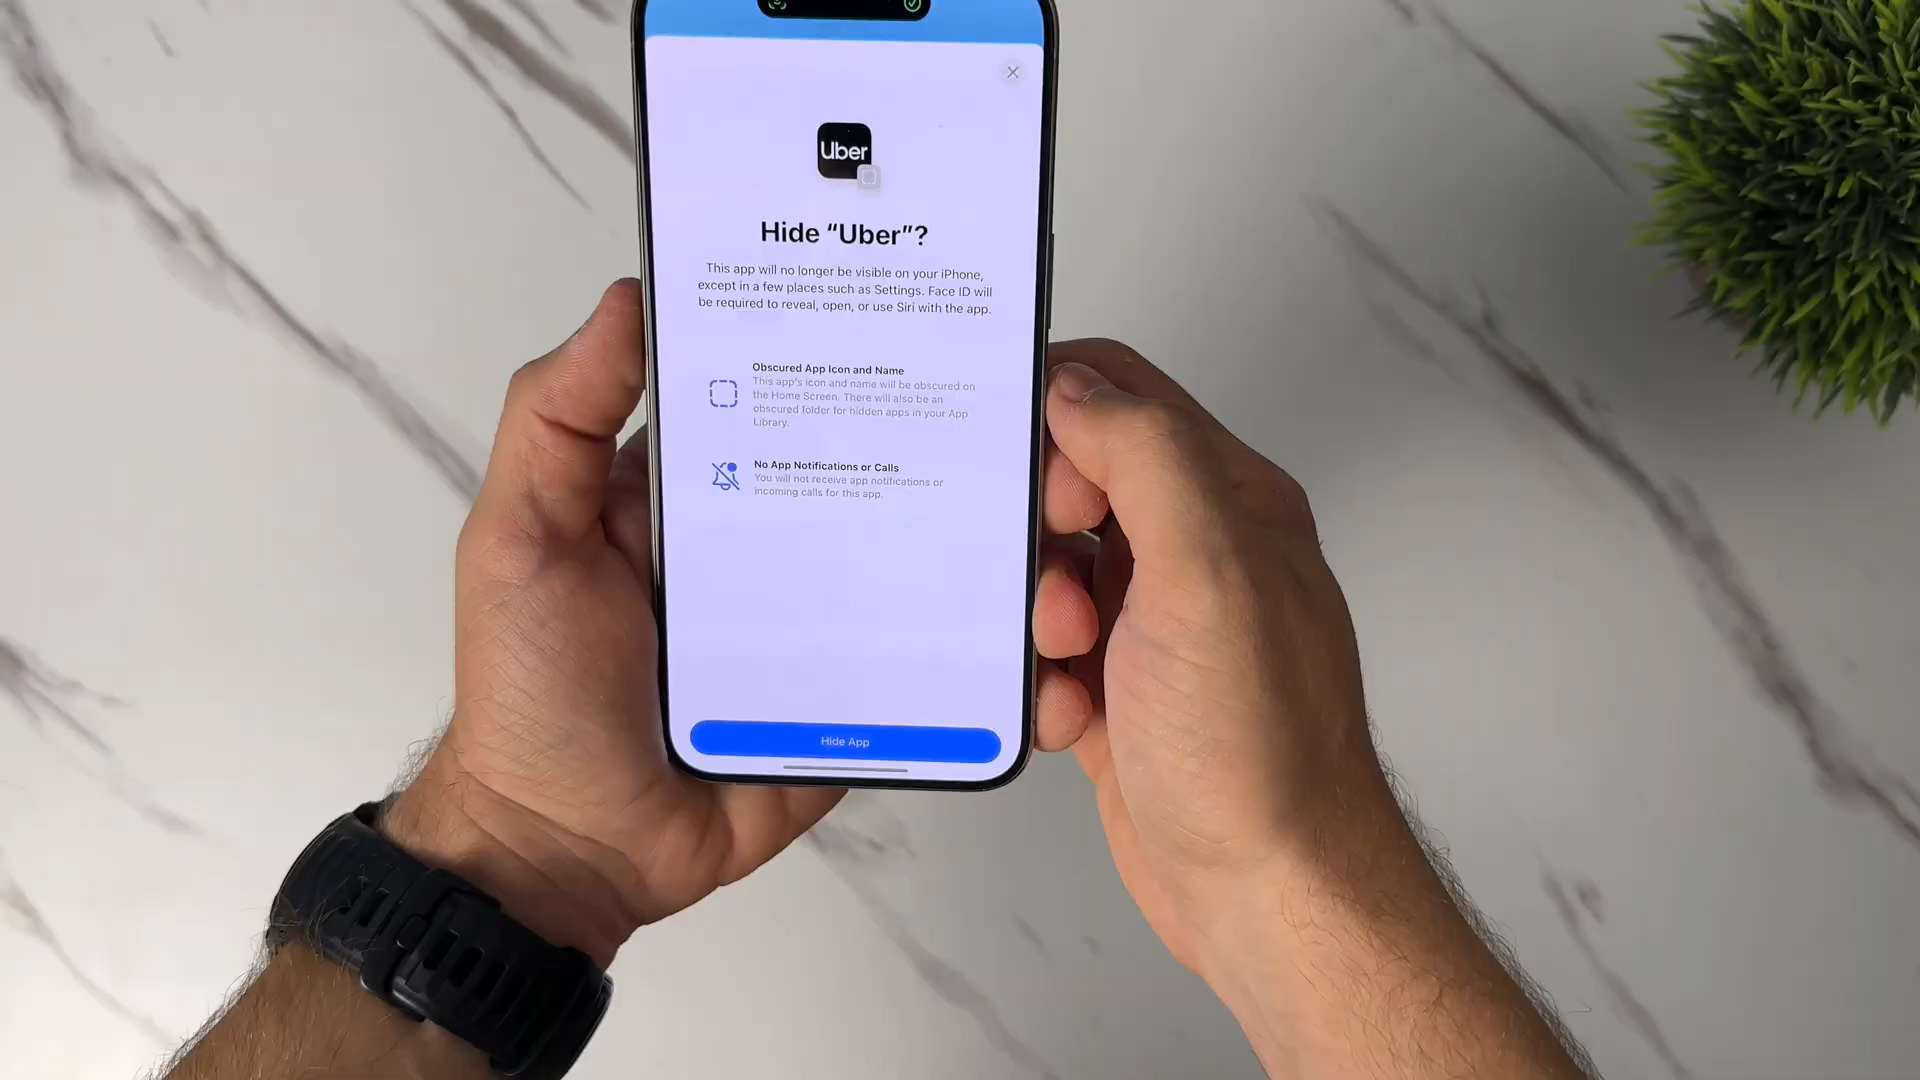 Uber
Hide “Uber”?
This app will no longer be visible on your iPhone,
except in a few places such as Settings. Face ID will
be required to reveal, open, or use Siri with the app.
Obscured App Icon and Name
This app's icon and name will be obscured on
the Home Screen. There will also be an
obscured folder for hidden apps in your App
Library.
No App Notifications or Calls
You will not receive app notifications or
incoming calls for this app.
Hide App